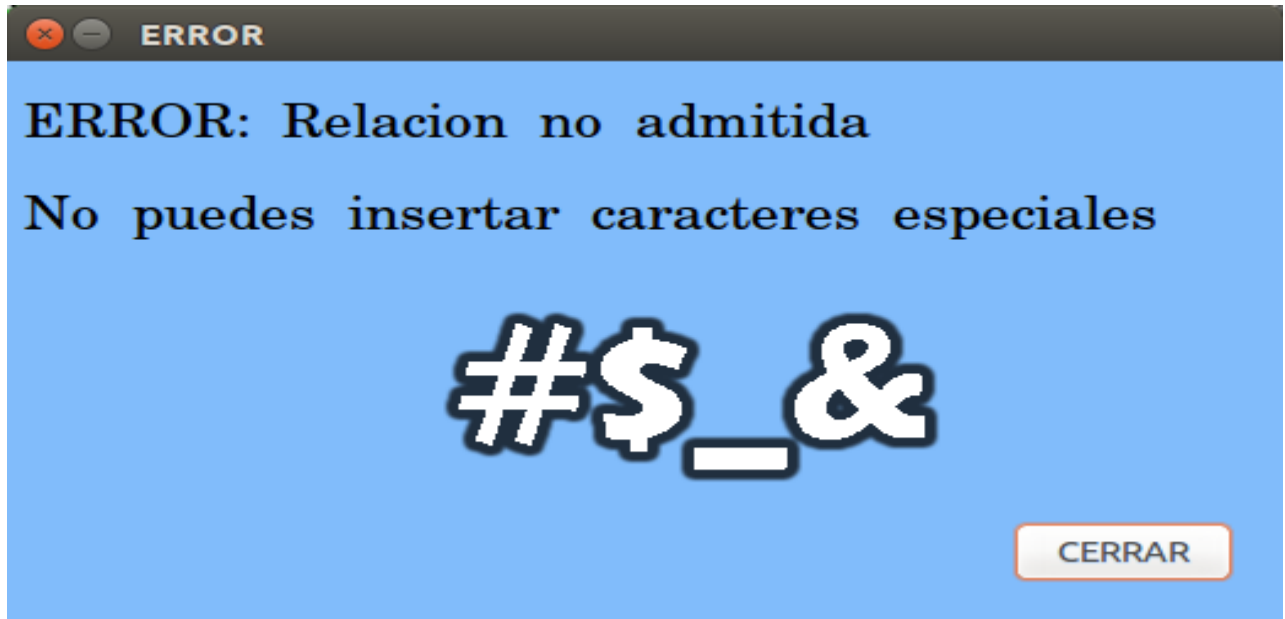 ERROR
ERROR: Relacion no admitida
No puedes insertar caracteres especiales
#$_&
CERRAR